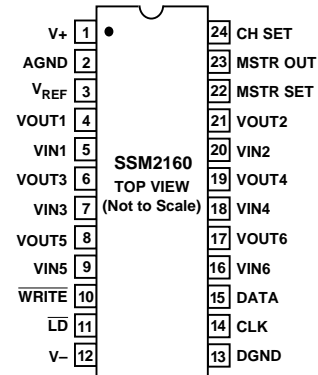 V+ 1 24 CH SET
AGND 2 23 MSTR OUT
VREF 3 22 MSTR SET
VOUT1 4 21 VOUT2
VIN1 5 20 VIN2
SSM2160
VOUT3 6 19 VOUT4
TOP VIEW
(Not to Scale)
VIN3 7 18 VIN4
VOUT5 8 17 VOUT6
VIN5 9 16 VIN6
WRITE 10 15 DATA
LD 11 14 CLK
V– 12 13 DGND